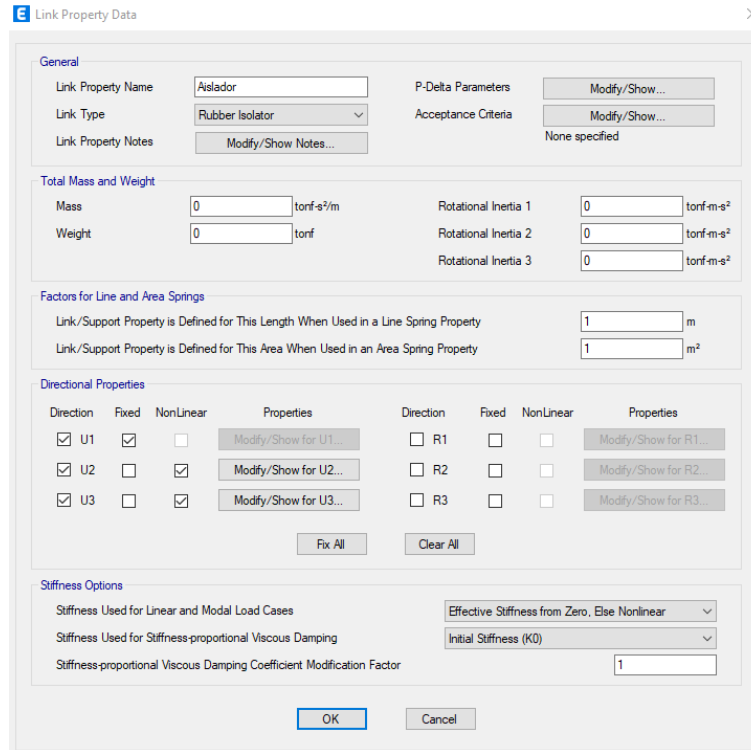 E Link Property Data
General
Link Property Name Aislador P-Delta Parameters Modify/Show...
Link Type Rubber Isolator Acceptance Criteria Modify/Show...
Link Property Notes Modify/Show Notes... None specified
Total Mass and Weight
Mass 0 tonf-s²/m Rotational Inertia 1 0 tonf-m-s²
Weight 0 tonf Rotational Inertia 2 0 tonf-m-s²
Rotational Inertia 3 0 tonf-m-s²
Factors for Line and Area Springs
Link/Support Property is Defined for This Length When Used in a Line Spring Property 1 m
Link/Support Property is Defined for This Area When Used in an Area Spring Property 1 m²
Directional Properties
Direction Fixed NonLinear Properties Direction Fixed NonLinear Properties
U1 Modify/Show for U1... R1 Modify/Show for R1...
U2 Modify/Show for U2... R2 Modify/Show for R2...
U3 Modify/Show for U3... R3 Modify/Show for R3...
Fix All Clear All
Stiffness Options
Stiffness Used for Linear and Modal Load Cases Effective Stiffness from Zero, Else Nonlinear
Stiffness Used for Stiffness-proportional Viscous Damping Initial Stiffness (K0)
Stiffness-proportional Viscous Damping Coefficient Modification Factor 1
OK Cancel